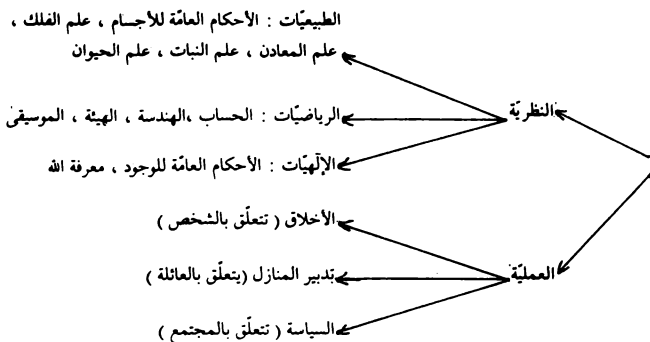 الطبيعيّات : الأحكام العامّة للأجسام ، علم الفلك ،
علم المعادن ، علم النبات ، علم الحيوان
النظريّة
الرياضيّات : الحساب ،الهندسة ، الهيئة ، الموسيقى
الإلٰهيّات : الأحكام العامّة للوجود ، معرفة الله
الأخلاق ( تتعلّق بالشخص )
العمليّة
تدبير المنازل (يتعلّق بالعائلة )
السياسة ( تتعلّق بالمجتمع )